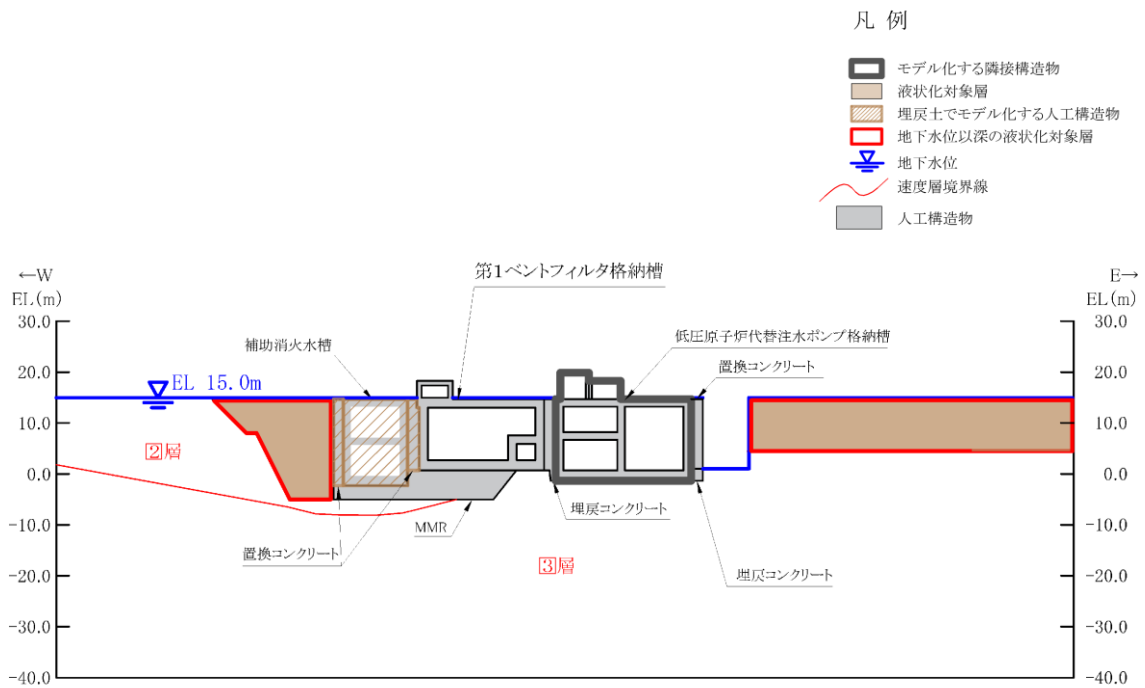 凡 例
モデル化する隣接構造物
液状化対象層
埋戻土でモデル化する人工構造物
地下水位以深の液状化対象層
地下水位
速度層境界線
人工構造物
←W
EL(m)
E→
EL(m)
第1ベントフィルタ格納槽
補助消火水槽
低圧原子炉代替注水ポンプ格納槽
置換コンクリート
EL 15.0m
②層
③層
MMR
置換コンクリート
埋戻コンクリート
埋戻コンクリート
30.0
20.0
10.0
0.0
-10.0
-20.0
-30.0
-40.0
30.0
20.0
10.0
0.0
-10.0
-20.0
-30.0
-40.0